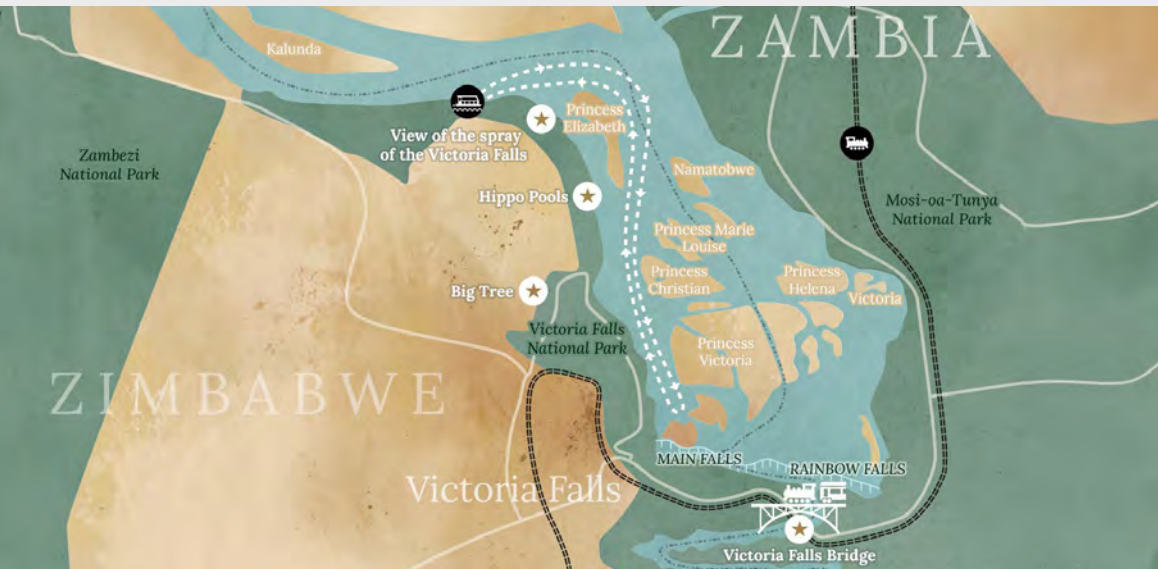 ZAMBIA
Kalunda
Princess
Elizabeth
View of the spray
of the Victoria Falls
Zambezi
National Park
Namatobwe
Hippo Pools
Mosi-oa-Tunya
National Park
Princess Marie
Louise
Princess
Christian
Princess
Helena
Victoria
Big Tree
Victoria Falls
National Park
Princess
Victoria
ZIMBABWE
MAIN FALLS
RAINBOW FALLS
Victoria Falls
Victoria Falls Bridge